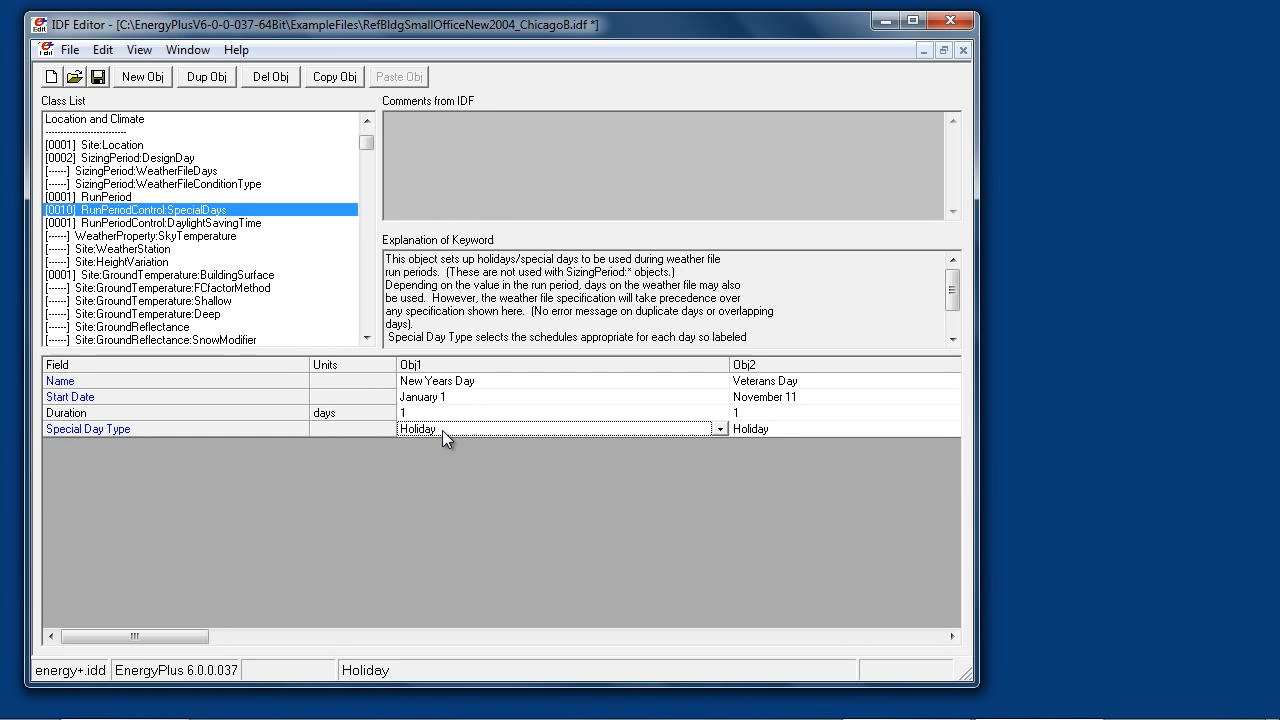 IDF Editor - [C:\EnergyPlusV6-0-0-037-64Bit\ExampleFiles\RefBldgSmallOfficeNew2004_ChicagoB.idf *]
File Edit View Window Help
New Obj Dup Obj Del Obj Copy Obj Paste Obj
Class List
Comments from IDF
Location and Climate
-------------------------
[0001] Site:Location
[0002] SizingPeriod:DesignDay
[------] SizingPeriod:WeatherFileDays
[------] SizingPeriod:WeatherFileConditionType
[0001] RunPeriod
[0010] RunPeriodControl:SpecialDays
[0001] RunPeriodControl:DaylightSavingTime
[------] WeatherProperty:SkyTemperature
[------] Site:WeatherStation
[------] Site:HeightVariation
[0001] Site:GroundTemperature:BuildingSurface
[------] Site:GroundTemperature:FCfactorMethod
[------] Site:GroundTemperature:Shallow
[------] Site:GroundTemperature:Deep
[------] Site:GroundReflectance
[------] Site:GroundReflectance:SnowModifier
Explanation of Keyword
This object sets up holidays/special days to be used during weather file
run periods. (These are not used with SizingPeriod:* objects.)
Depending on the value in the run period, days on the weather file may also
be used. However, the weather file specification will take precedence over
any specification shown here. (No error message on duplicate days or overlapping
days).
Special Day Type selects the schedules appropriate for each day so labeled
Field Units Obj1 Obj2
Name New Years Day Veterans Day
Start Date January 1 November 11
Duration days 1 1
Special Day Type Holiday Holiday
energy+.idd EnergyPlus 6.0.0.037 Holiday